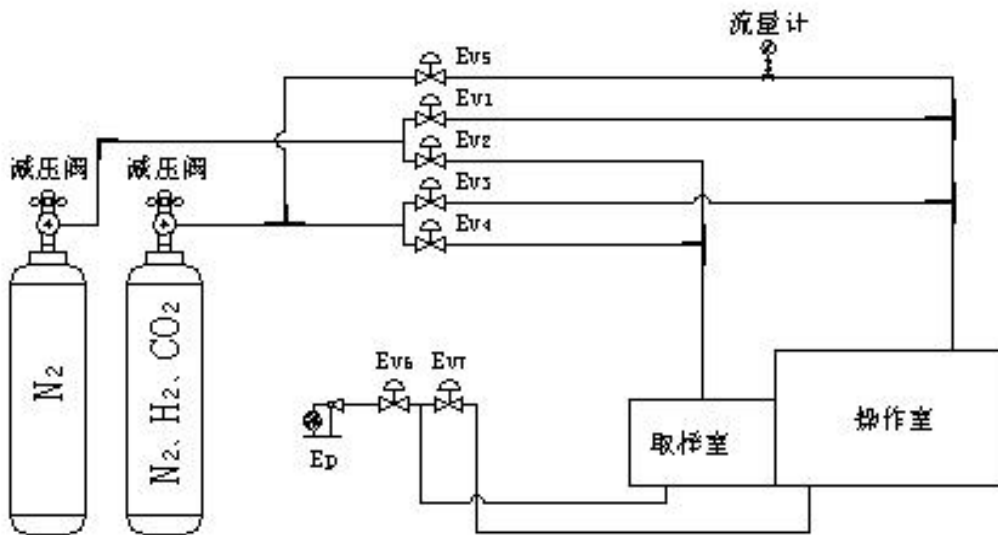 流量计
Ev5
Ev1
Ev2
减压阀
减压阀
Ev3
Ev4
N2
N2、H2、CO2
Ev6
Ev7
Ep
取样室
操作室